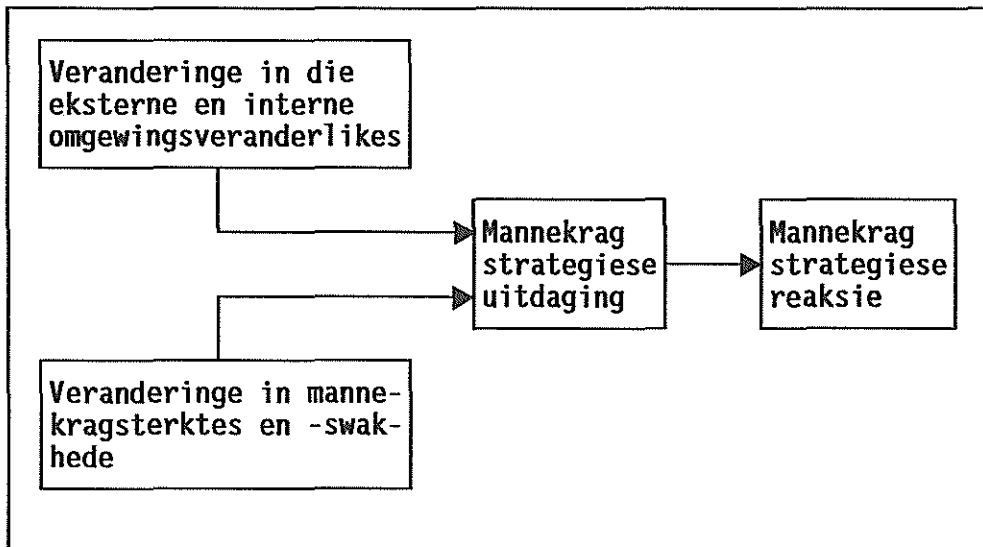 Veranderinge in die
eksterne en interne
omgewingsveranderlikes
Mannekrag
strategiese
uitdaging
Mannekrag
strategiese
reaksie
Veranderinge in manne-
kragsterktes en -swak-
hede